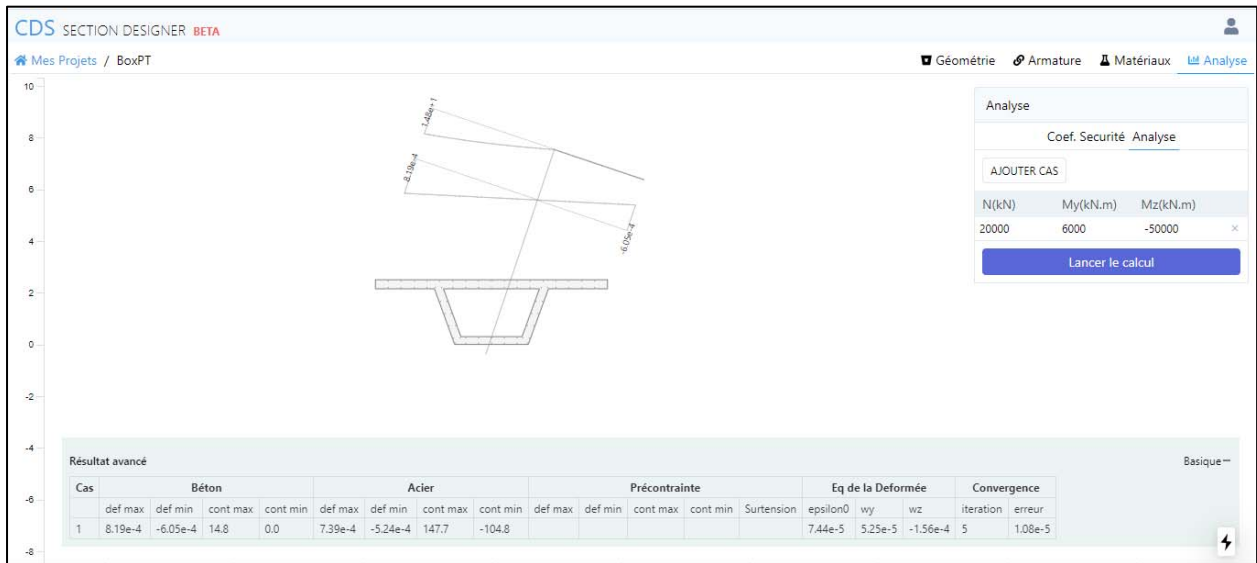 CDS SECTION DESIGNER BETA
Mes Projets / BoxPT
Géométrie Armature Matériaux Analyse
10
8
6
4
2
0
-2
-4
-6
-8
1.48e+1
8.19e-4
-6.05e-4
Analyse
Coef. Securité Analyse
AJOUTER CAS
N(kN) My(kN.m) Mz(kN.m)
20000 6000 -50000 ×
Lancer le calcul
Résultat avancé Basique—
Cas Béton Acier Précontrainte Eq de la Deformée Convergence
def max def min cont max cont min def max def min cont max cont min def max def min cont max cont min Surtension epsilon0 wy wz iteration erreur
1 8.19e-4 -6.05e-4 14.8 0.0 7.39e-4 -5.24e-4 147.7 -104.8 7.44e-5 5.25e-5 -1.56e-4 5 1.08e-5